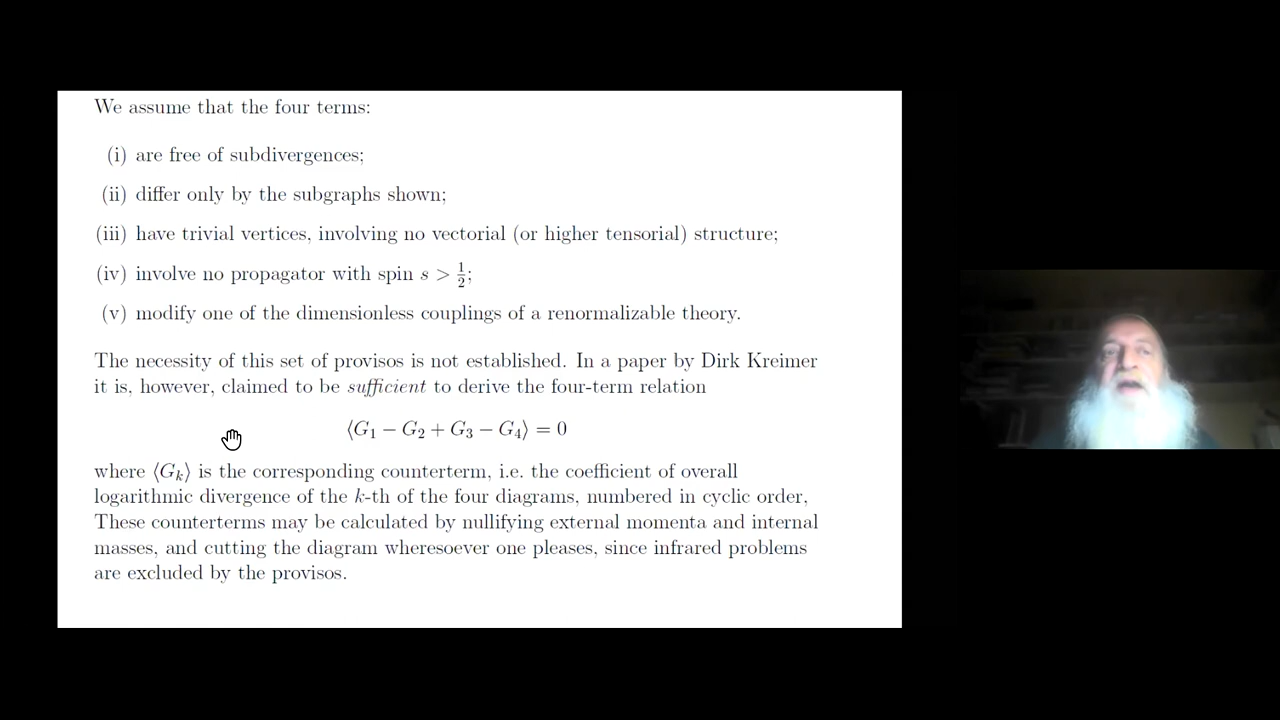 We assume that the four terms:
(i) are free of subdivergences;
(ii) differ only by the subgraphs shown;
(iii) have trivial vertices, involving no vectorial (or higher tensorial) structure;
(iv) involve no propagator with spin s > 1/2;
(v) modify one of the dimensionless couplings of a renormalizable theory.
The necessity of this set of provisos is not established. In a paper by Dirk Kreimer
it is, however, claimed to be sufficient to derive the four-term relation
⟨G₁ − G₂ + G₃ − G₄⟩ = 0
where ⟨Gₖ⟩ is the corresponding counterterm, i.e. the coefficient of overall
logarithmic divergence of the k-th of the four diagrams, numbered in cyclic order,
These counterterms may be calculated by nullifying external momenta and internal
masses, and cutting the diagram wheresoever one pleases, since infrared problems
are excluded by the provisos.